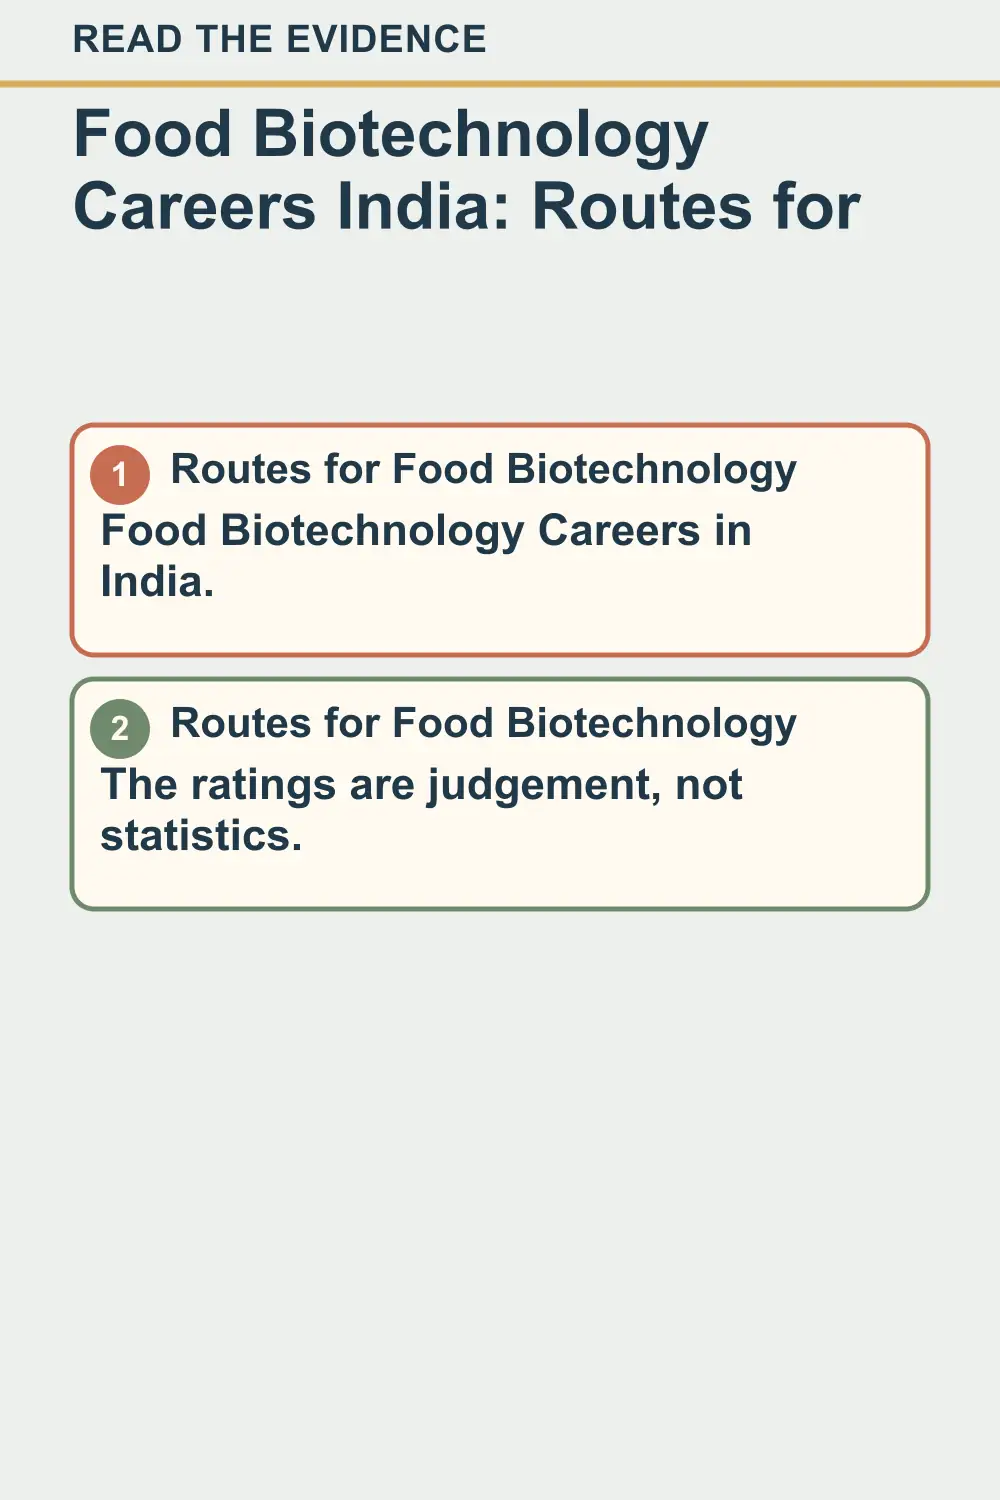 READ THE EVIDENCE
Food Biotechnology
Careers India: Routes for
1 Routes for Food Biotechnology
Food Biotechnology Careers in
India.
2 Routes for Food Biotechnology
The ratings are judgement, not
statistics.